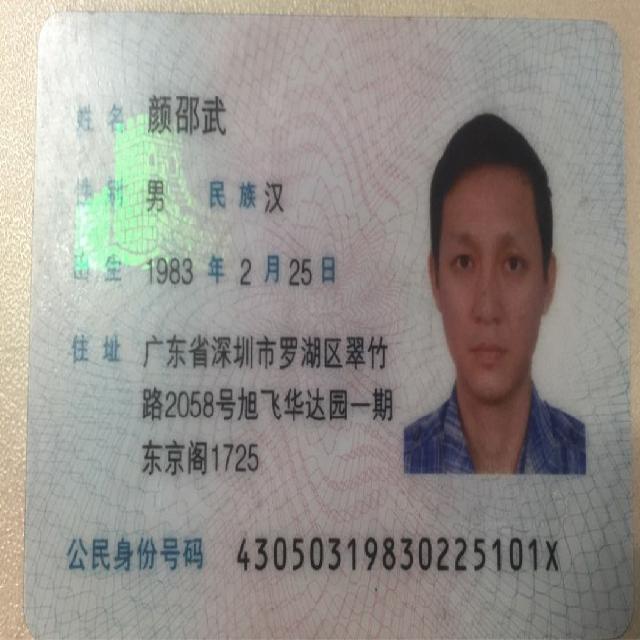 姓名 颜邵武
性别 男 民族 汉
出生 1983 年 2 月 25 日
住址 广东省深圳市罗湖区翠竹
路2058号旭飞华达园一期
东京阁1725
公民身份号码 43050319830225101X